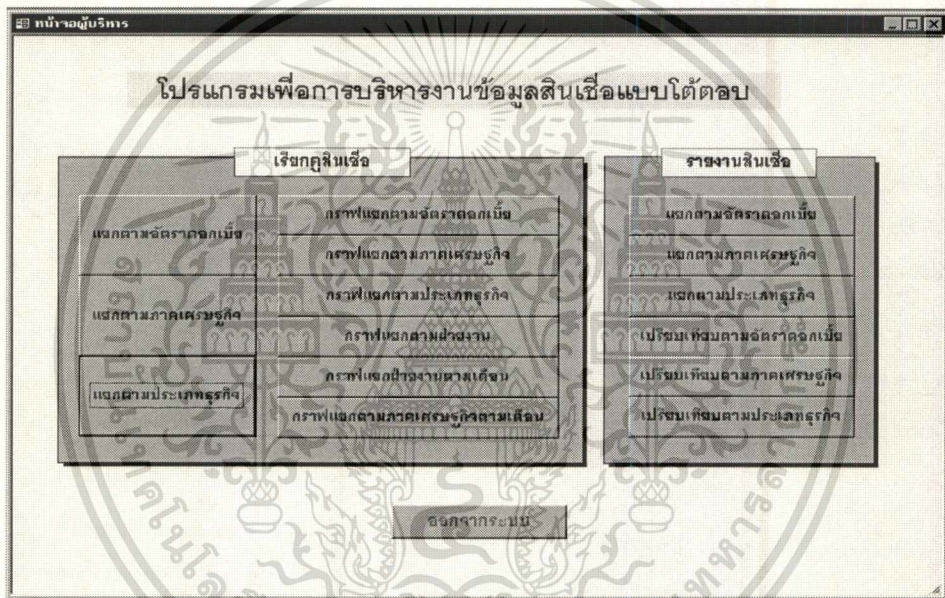 หน้าจอผู้บริหาร
โปรแกรมเพื่อการบริหารงานข้อมูลสินเชื่อแบบโต้ตอบ
เรียกดูสินเชื่อ
แยกตามอัตราดอกเบี้ย
แยกตามภาคเศรษฐกิจ
แยกตามประเภทธุรกิจ
กราฟแยกตามอัตราดอกเบี้ย
กราฟแยกตามภาคเศรษฐกิจ
กราฟแยกตามประเภทธุรกิจ
กราฟแยกตามฝ่ายงาน
กราฟแยกฝ่ายงานตามเดือน
กราฟแยกตามภาคเศรษฐกิจตามเดือน
รายงานสินเชื่อ
แยกตามอัตราดอกเบี้ย
แยกตามภาคเศรษฐกิจ
แยกตามประเภทธุรกิจ
เปรียบเทียบตามอัตราดอกเบี้ย
เปรียบเทียบตามภาคเศรษฐกิจ
เปรียบเทียบตามประเภทธุรกิจ
ออกจากระบบ